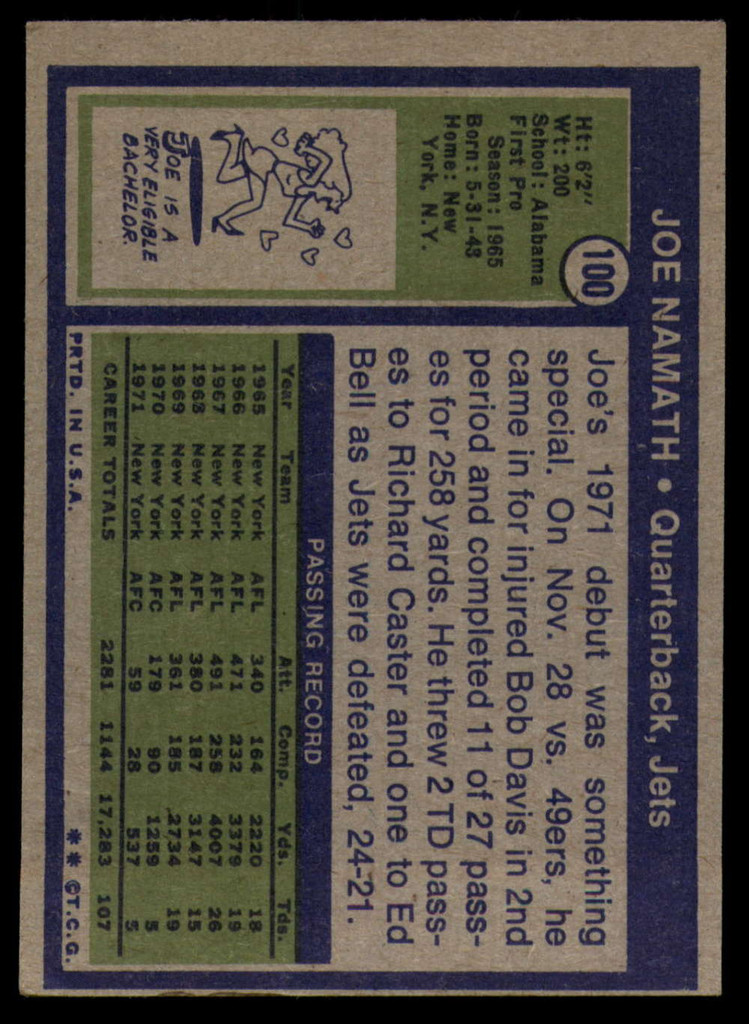 JOE NAMATH • Quarterback, Jets
100
Ht: 6'2"
Wt: 200
School: Alabama
First Pro
Season: 1965
Born: 5-31-43
Home: New
York, N.Y.
JOE IS A
VERY ELIGIBLE
BACHELOR.
Joe's 1971 debut was something
special. On Nov. 28 vs. 49ers, he
came in for injured Bob Davis in 2nd
period and completed 11 of 27 pass-
es for 258 yards. He threw 2 TD pass-
es to Richard Caster and one to Ed
Bell as Jets were defeated, 24-21.
PASSING RECORD
Year Team Att. Comp. Yds. Tds.
1965 New York AFL 340 164 2220 18
1966 New York AFL 471 232 3379 19
1967 New York AFL 491 258 4007 26
1963 New York AFL 380 187 3147 15
1969 New York AFL 361 185 2734 19
1970 New York AFC 179 90 1259 5
1971 New York AFC 59 28 537 5
CAREER TOTALS 2281 1144 17,283 107
PRTD. IN U.S.A. * * ©T.C.G.